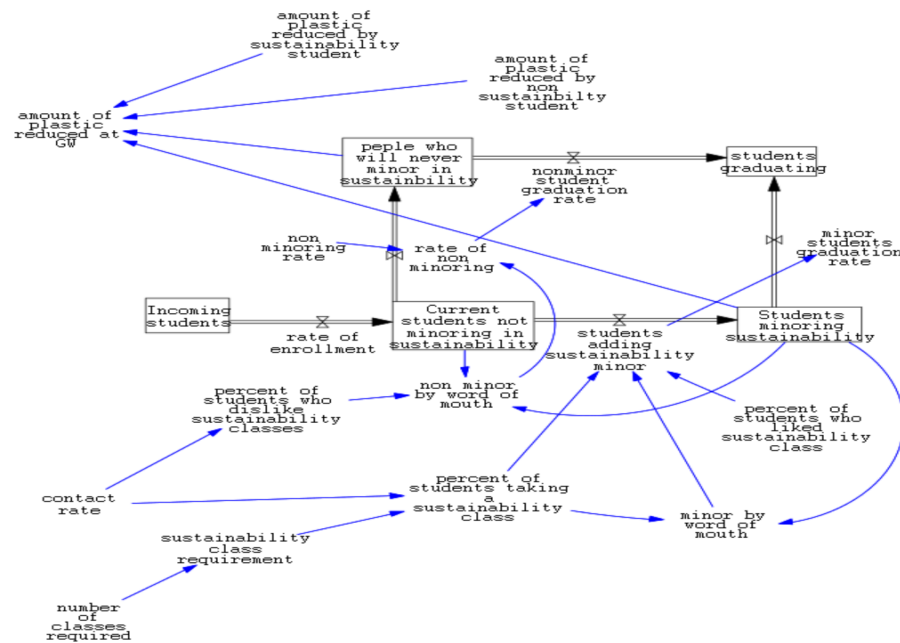 amount of
plastic
reduced by
sustainability
student
amount of
plastic
reduced by
non
sustainbilty
student
amount of
plastic
reduced at
GW
peple who
will never
minor in
sustainbility
students
graduating
nonminor
student
graduation
rate
non
minoring
rate
rate of
non
minoring
minor
students
graduation
rate
Incoming
students
rate of
enrollment
Current
students not
minoring in
sustainability
students
adding
sustainability
minor
Students
minoring
sustainability
percent of
students who
dislike
sustainability
classes
non minor
by word of
mouth
percent of
students who
liked
sustainability
class
contact
rate
percent of
students taking
a
sustainability
class
minor by
word of
mouth
sustainability
class
requirement
number
of
classes
required